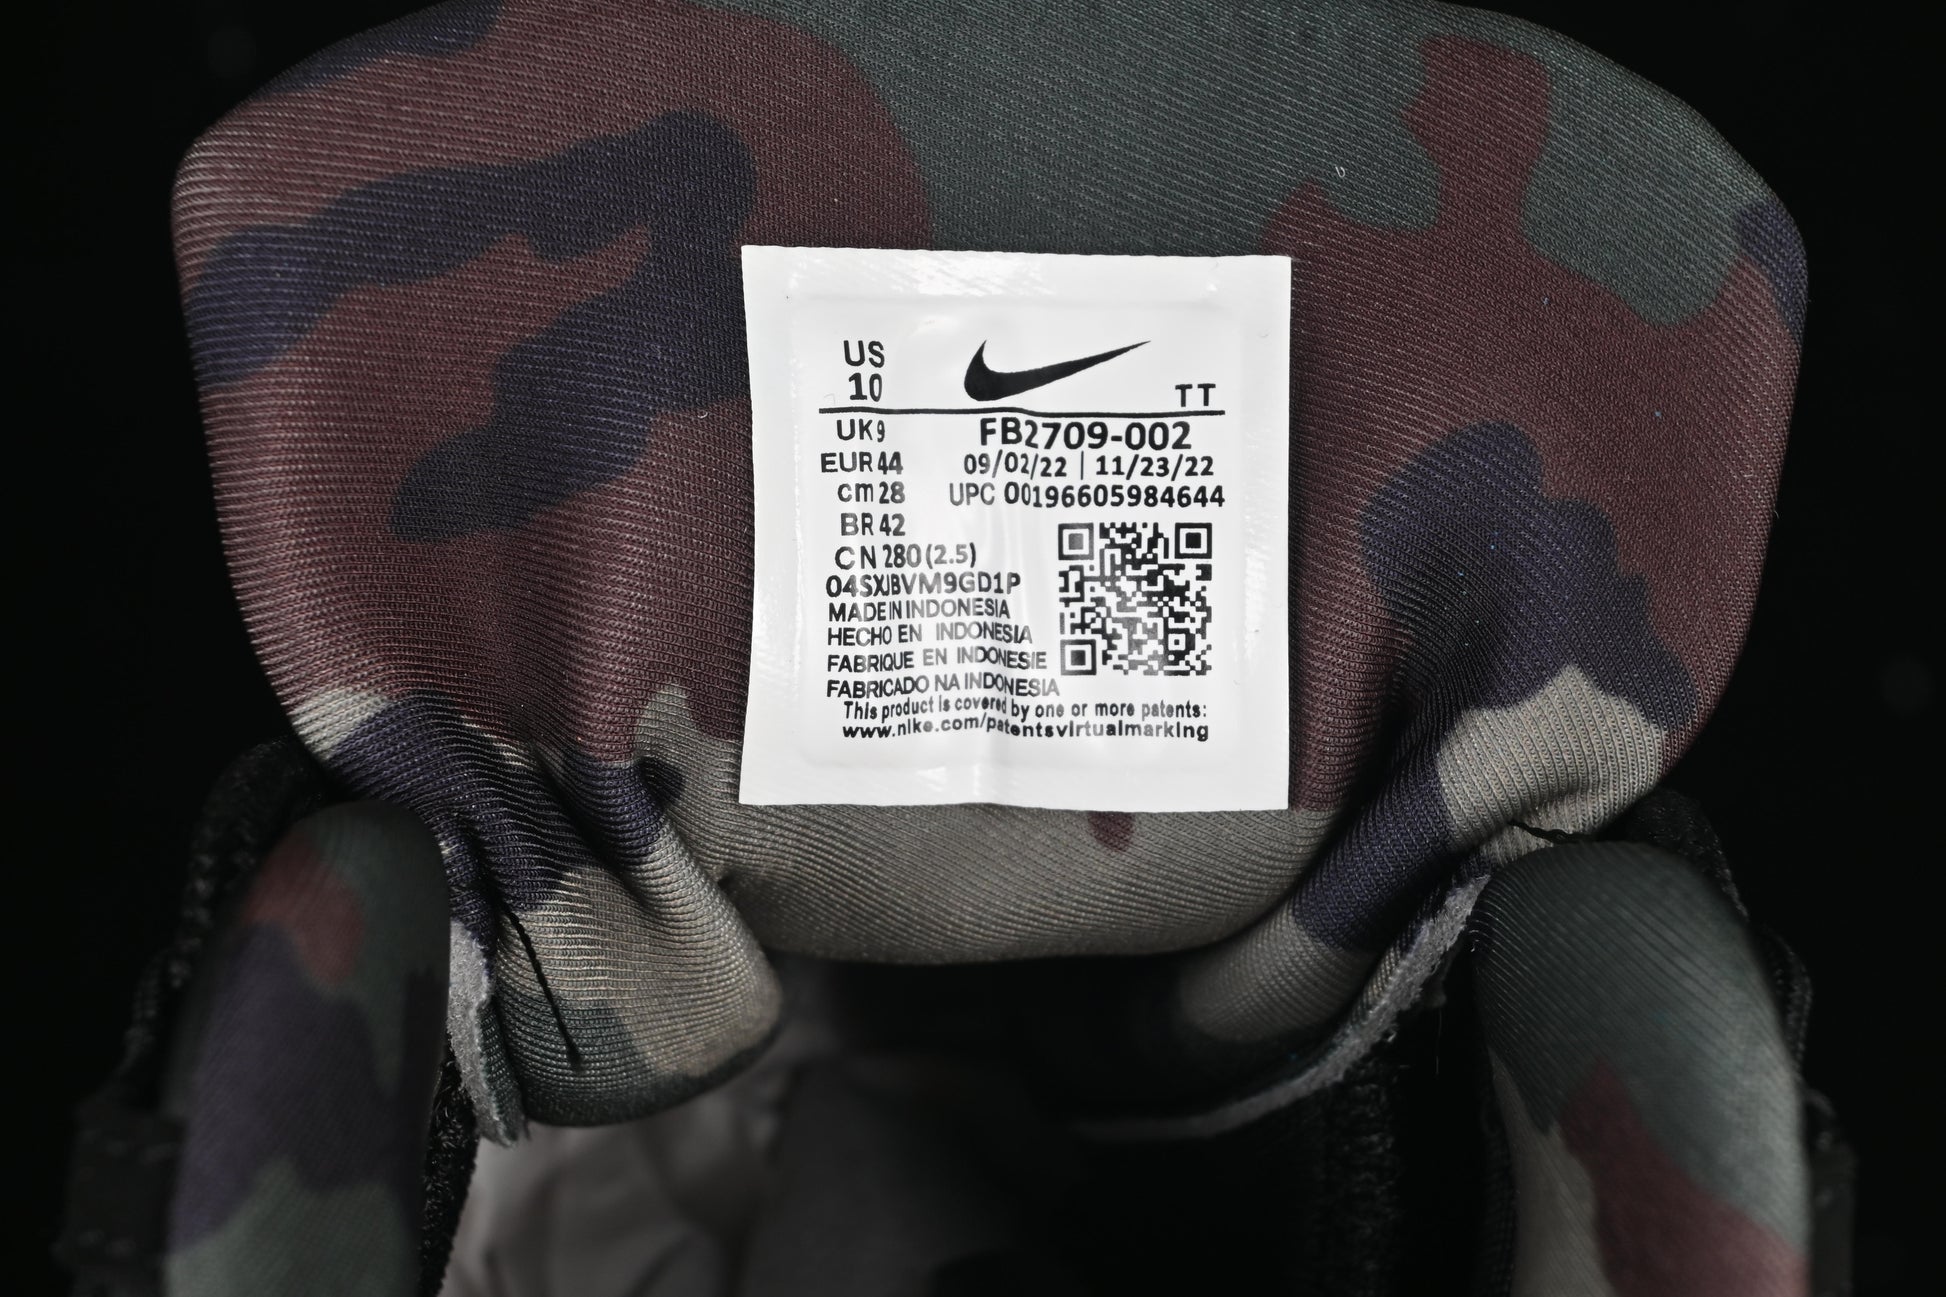 US
10
TT
UK 9
FB2709-002
EUR 44
09/02/22 | 11/23/22
cm 28
UPC 00196605984644
BR 42
CN 280 (2.5)
04SXJBVM9GD1P
MADE IN INDONESIA
HECHO EN INDONESIA
FABRIQUE EN INDONESIE
FABRICADO NA INDONESIA
This product is covered by one or more patents:
www.nike.com/patentsvirtualmarking